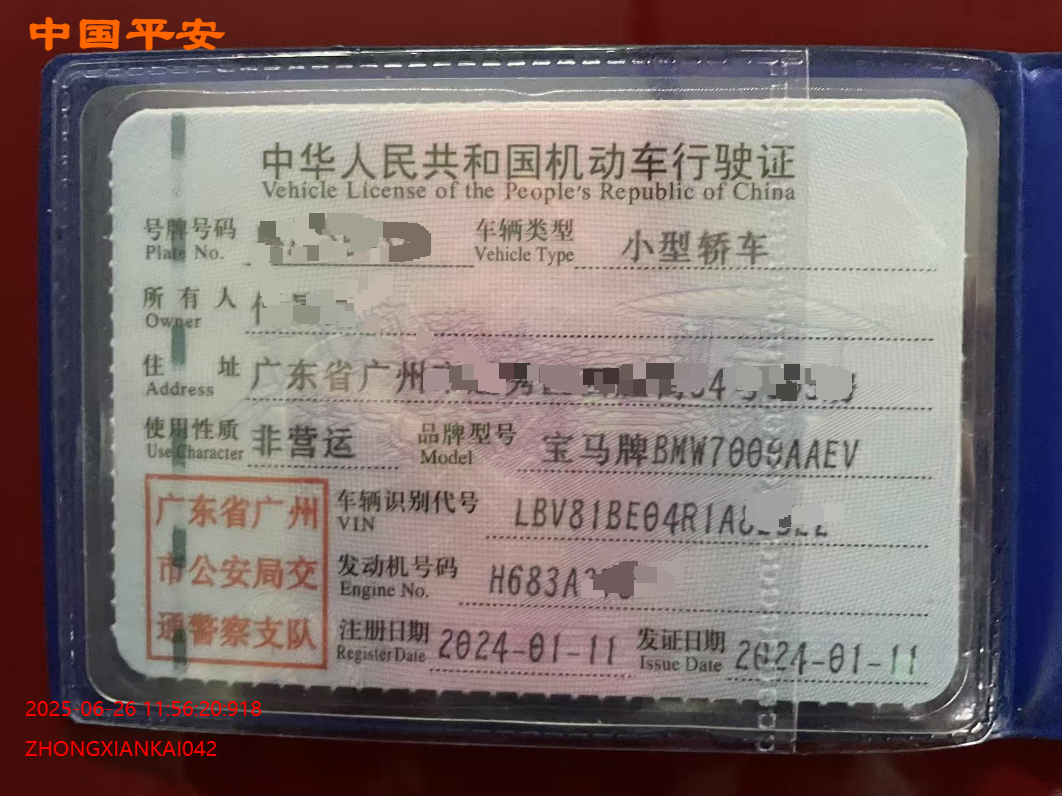 中国平安
中华人民共和国机动车行驶证
Vehicle License of the People's Republic of China
号牌号码 车辆类型 小型轿车
Plate No. Vehicle Type
所有人
Owner
住址 广东省广州
Address
使用性质 非营运 品牌型号 宝马牌BMW7009AAEV
Use Character Model
广东省广州
市公安局交
通警察支队
车辆识别代号 LBV81BE04R1A
VIN
发动机号码 H683A
Engine No.
注册日期 2024-01-11 发证日期 2024-01-11
Register Date Issue Date
2025 06 26 11:56:20.918
ZHONGXIANKAI042